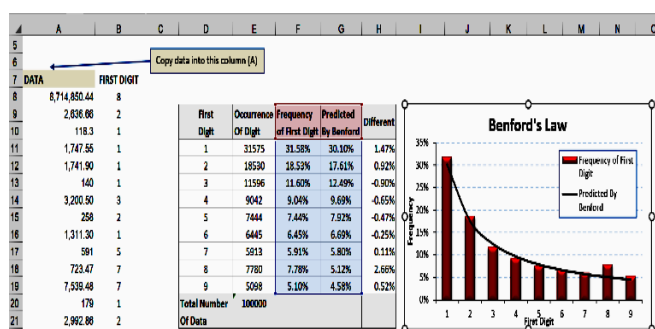 A B C D E F G H I J K L M N
5
6
Copy data into this column (A)
7 DATA FIRST DIGIT
8 8,714,850.44 8
9 2,636.66 2
10 118.3 1
11 1,747.55 1
12 1,741.90 1
13 140 1
14 3,200.50 3
15 258 2
16 1,311.30 1
17 591 5
18 723.47 7
19 7,539.48 7
20 179 1
21 2,992.86 2
First Digit Occurrence Of Digit Frequency of First Digit Predicted By Benford Different
1 31575 31.58% 30.10% 1.47%
2 18530 18.53% 17.61% 0.92%
3 11596 11.60% 12.49% -0.90%
4 9042 9.04% 9.69% -0.65%
5 7444 7.44% 7.92% -0.47%
6 6445 6.45% 6.69% -0.25%
7 5913 5.91% 5.80% 0.11%
8 7780 7.78% 5.12% 2.66%
9 5098 5.10% 4.58% 0.52%
Total Number 100000
Of Data
Benford's Law
35%
30%
25%
20%
15%
10%
5%
0%
Frequency
Frequency of First
Digit
Predicted By
Benford
1 2 3 4 5 6 7 8 9
First Digit